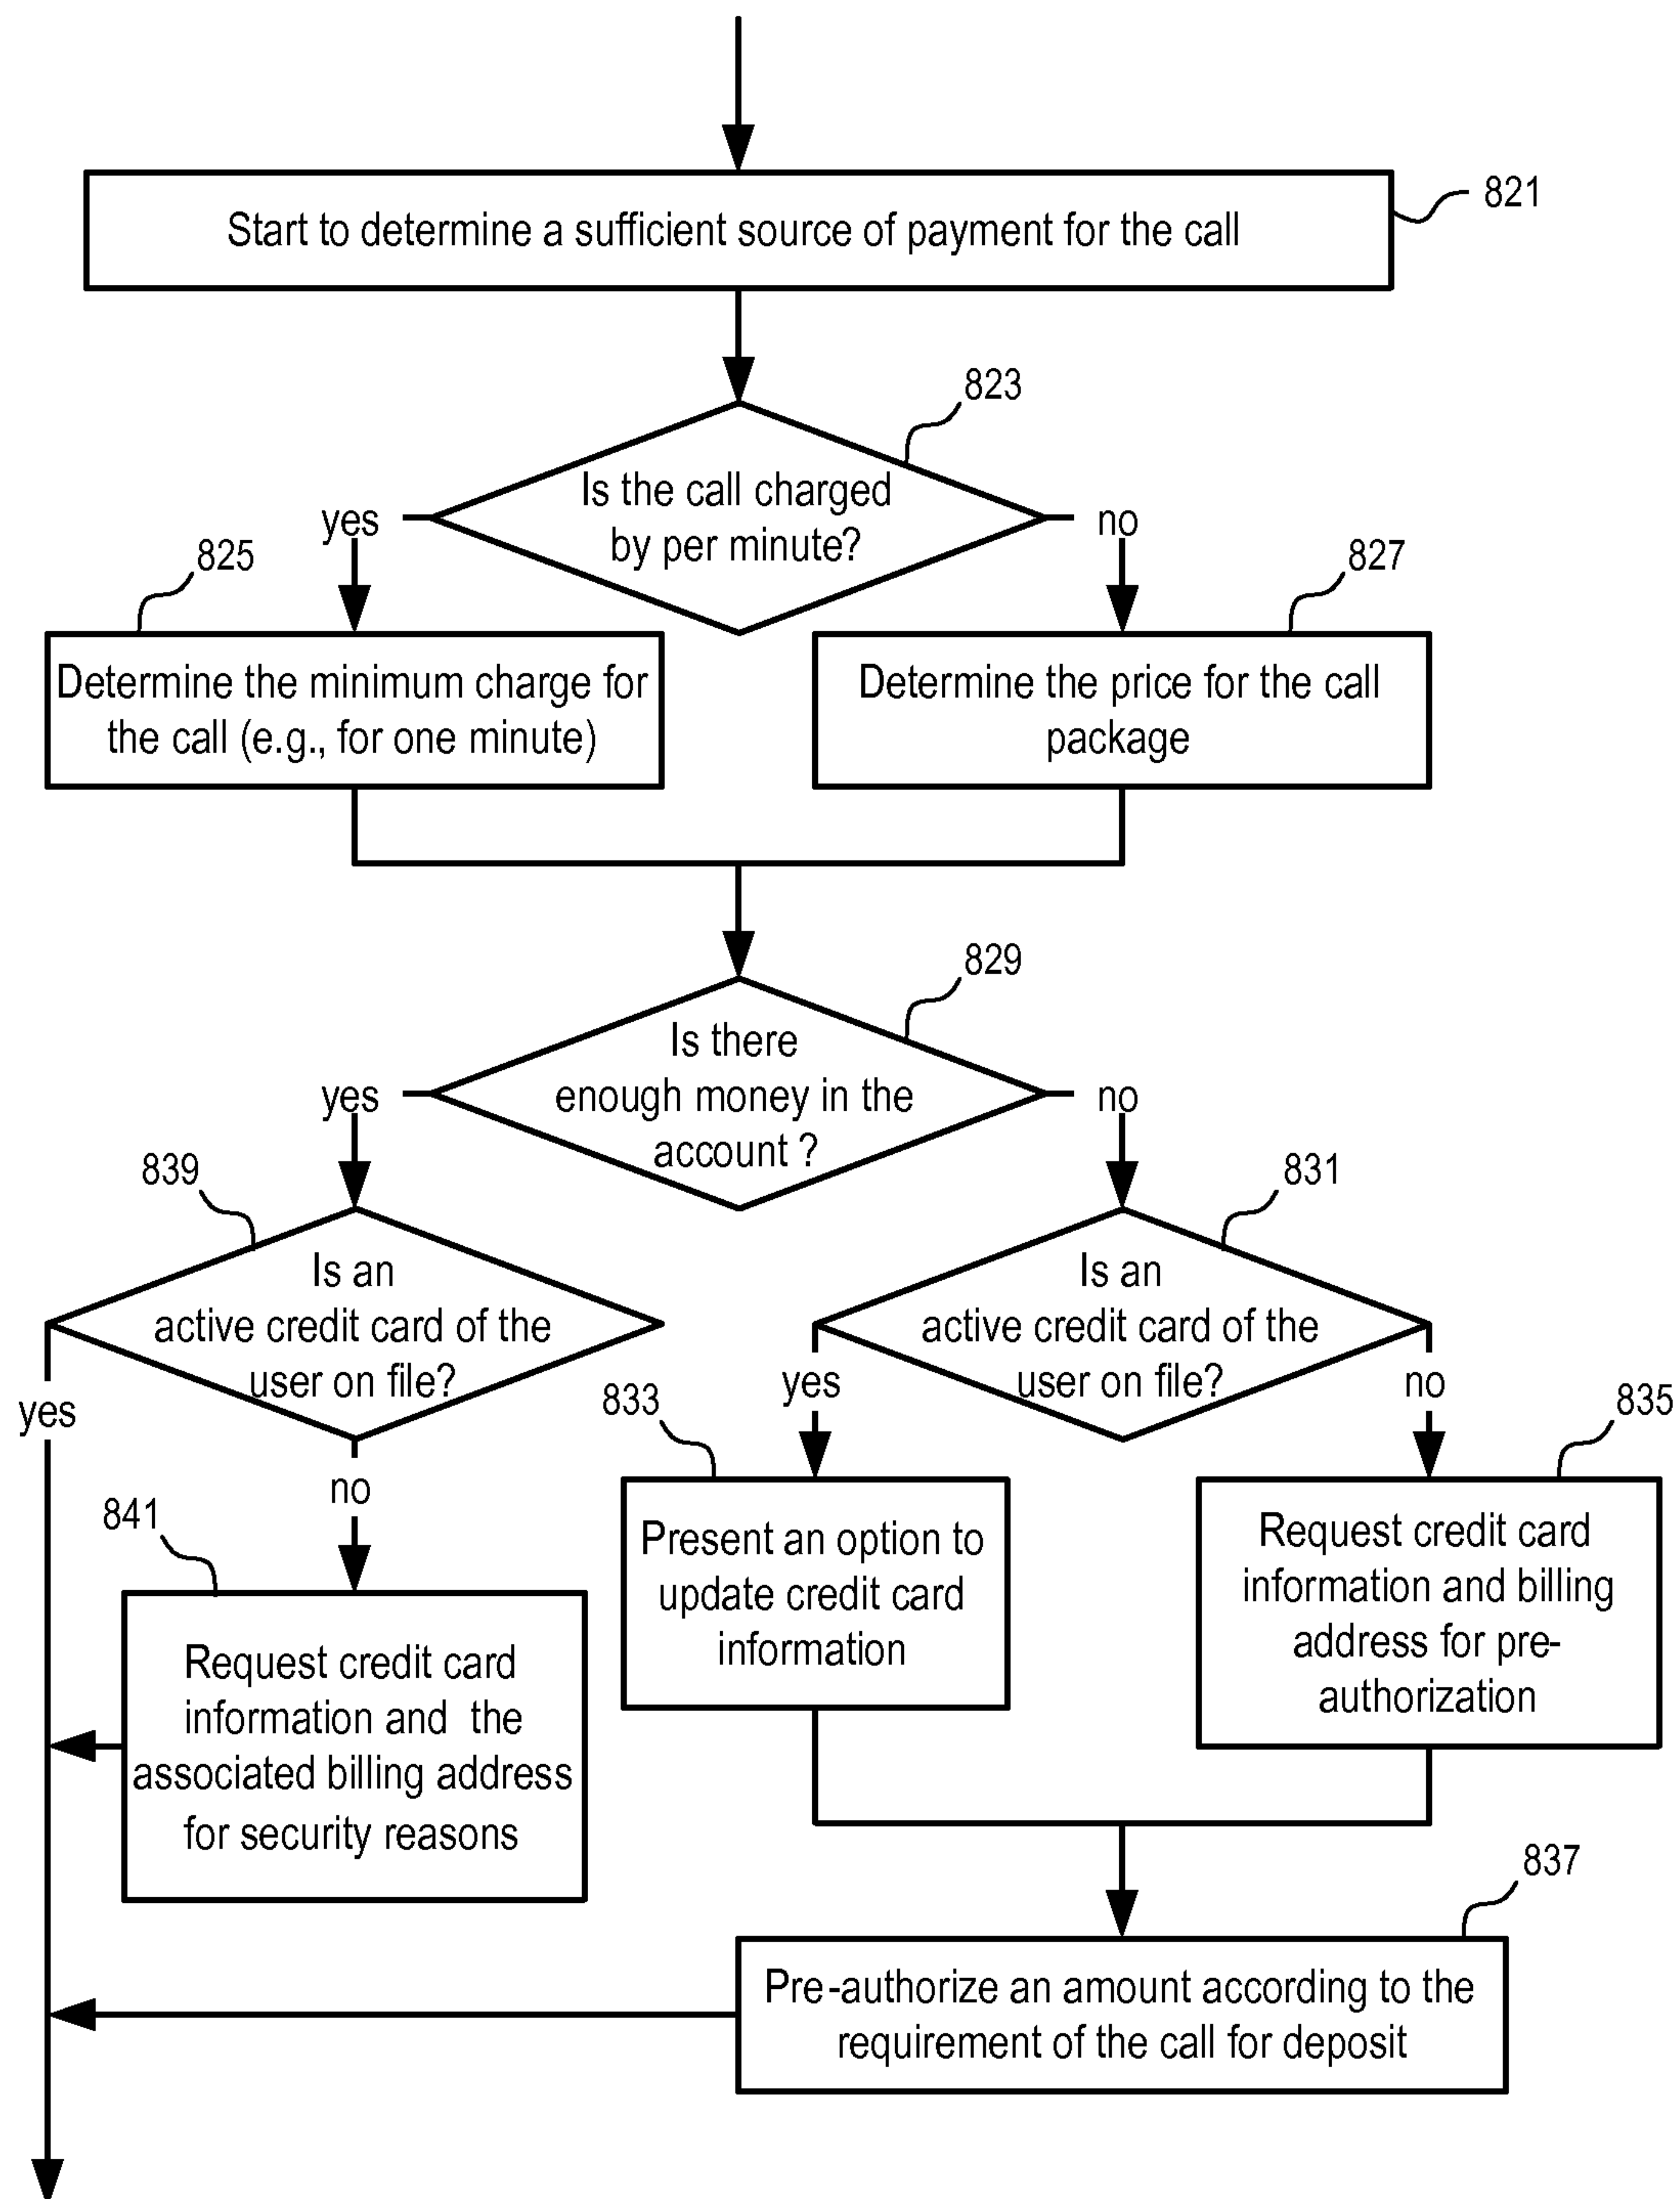 821
Start to determine a sufficient source of payment for the call
823
Is the call charged
by per minute?
yes
no
825
827
Determine the minimum charge for
the call (e.g., for one minute)
Determine the price for the call
package
829
Is there
enough money in the
account ?
yes
no
839
831
Is an
active credit card of the
user on file?
Is an
active credit card of the
user on file?
yes
no
yes
no
833
835
841
Present an option to
update credit card
information
Request credit card
information and billing
address for pre-
authorization
Request credit card
information and  the
associated billing address
for security reasons
837
Pre-authorize an amount according to the
requirement of the call for deposit